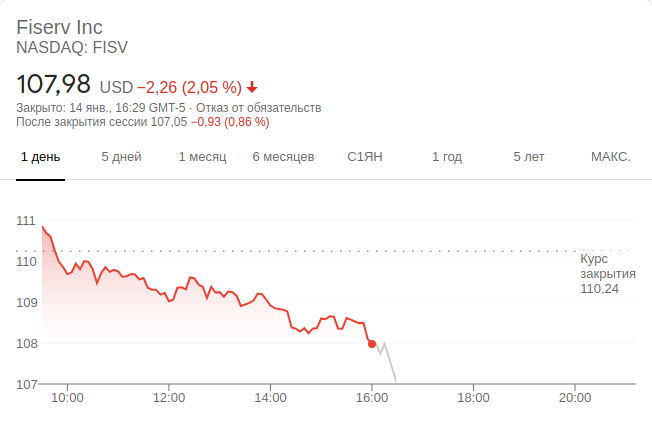 Fiserv Inc
NASDAQ: FISV
107,98 USD −2,26 (2,05 %)
Закрыто: 14 янв., 16:29 GMT-5 · Отказ от обязательств
После закрытия сессии 107,05 −0,93 (0,86 %)
1 день 5 дней 1 месяц 6 месяцев С1ЯН 1 год 5 лет МАКС.
111
110
109
108
107
Курс
закрытия
110,24
10:00 12:00 14:00 16:00 18:00 20:00